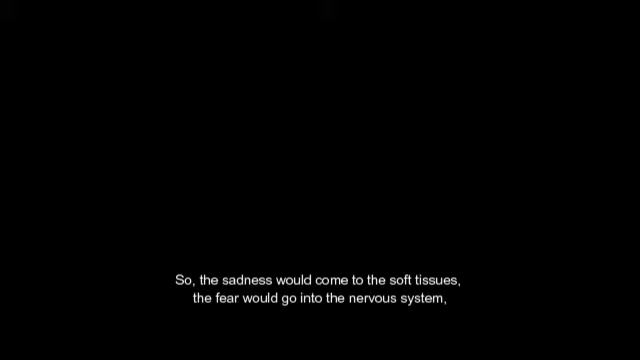 So, the sadness would come to the soft tissues,
the fear would go into the nervous system,